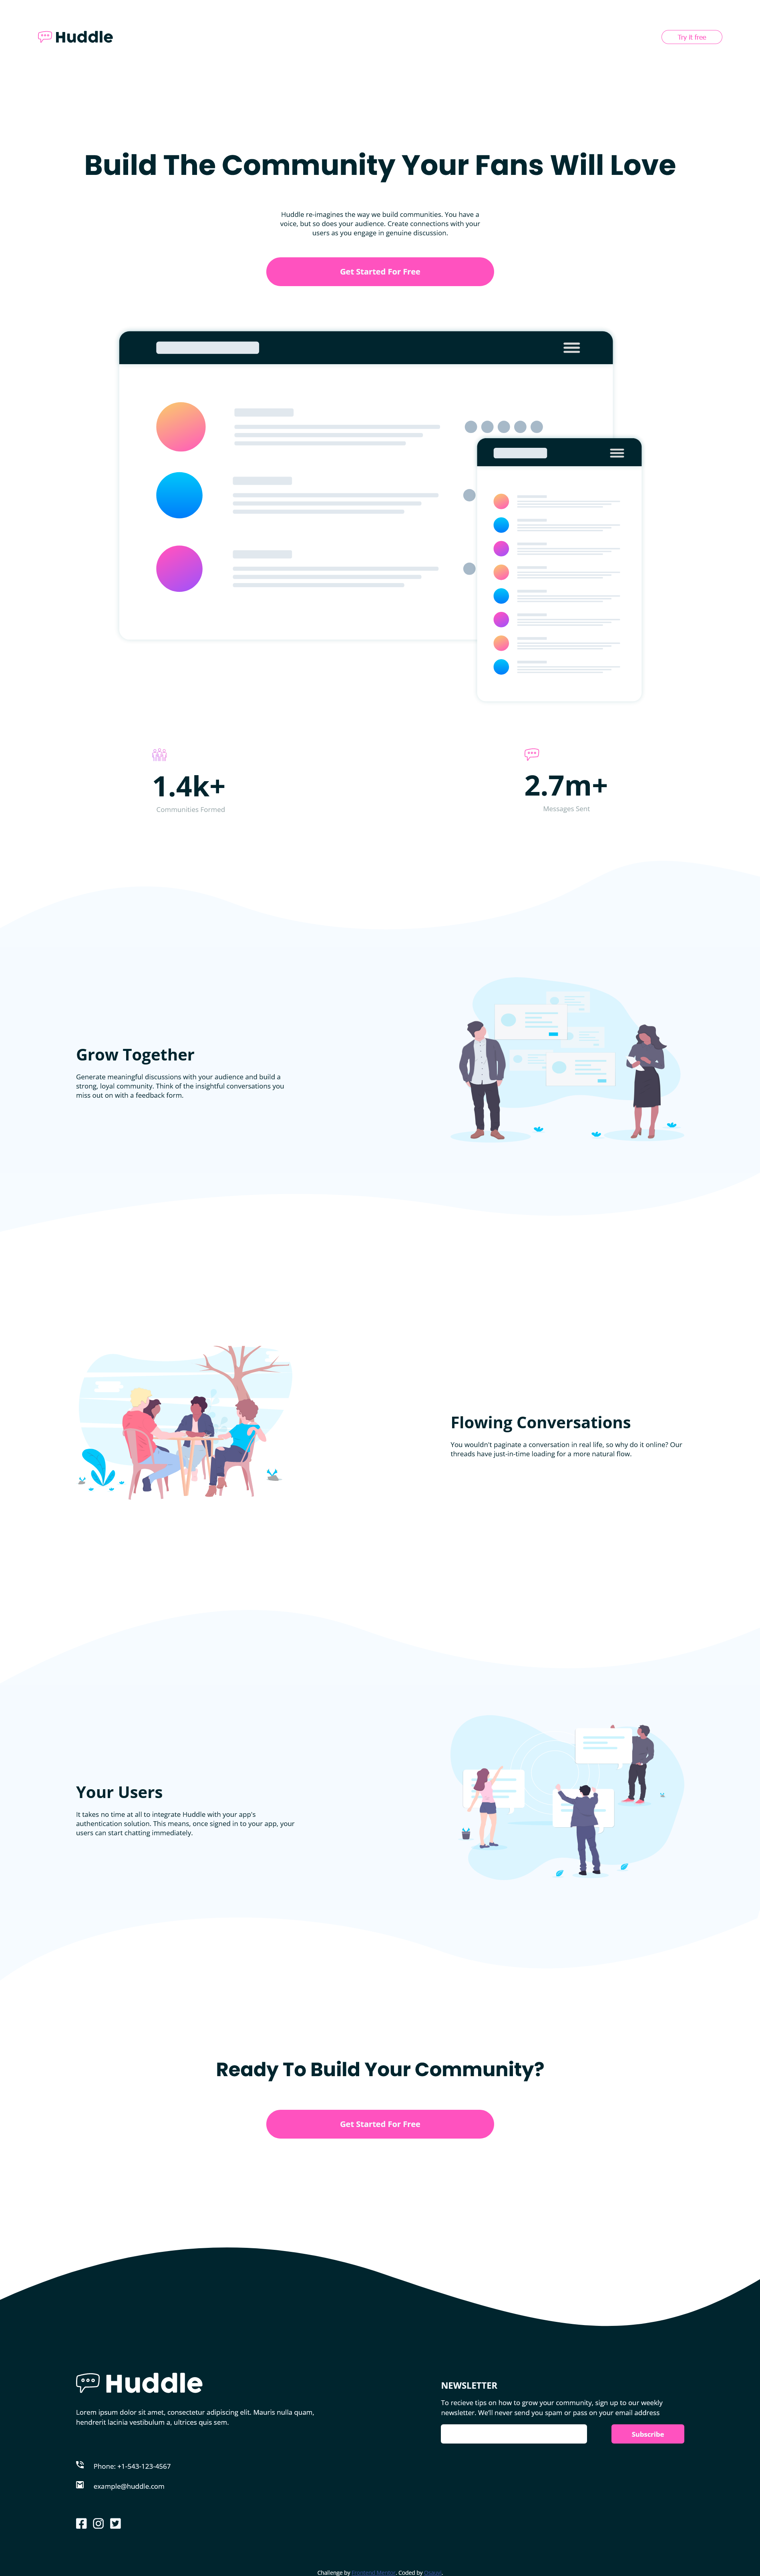 Huddle
Try It free
Build The Community Your Fans Will Love
Huddle re-imagines the way we build communities. You have a
voice, but so does your audience. Create connections with your
users as you engage in genuine discussion.
Get Started For Free
1.4k+
Communities Formed
2.7m+
Messages Sent
Grow Together
Generate meaningful discussions with your audience and build a
strong, loyal community. Think of the insightful conversations you
miss out on with a feedback form.
Flowing Conversations
You wouldn't paginate a conversation in real life, so why do it online? Our
threads have just-in-time loading for a more natural flow.
Your Users
It takes no time at all to integrate Huddle with your app's
authentication solution. This means, once signed in to your app, your
users can start chatting immediately.
Ready To Build Your Community?
Get Started For Free
Huddle
Lorem ipsum dolor sit amet, consectetur adipiscing elit. Mauris nulla quam,
hendrerit lacinia vestibulum a, ultrices quis sem.
Phone: +1-543-123-4567
example@huddle.com
NEWSLETTER
To recieve tips on how to grow your community, sign up to our weekly
newsletter. We'll never send you spam or pass on your email address
Subscribe
Challenge by Frontend Mentor. Coded by